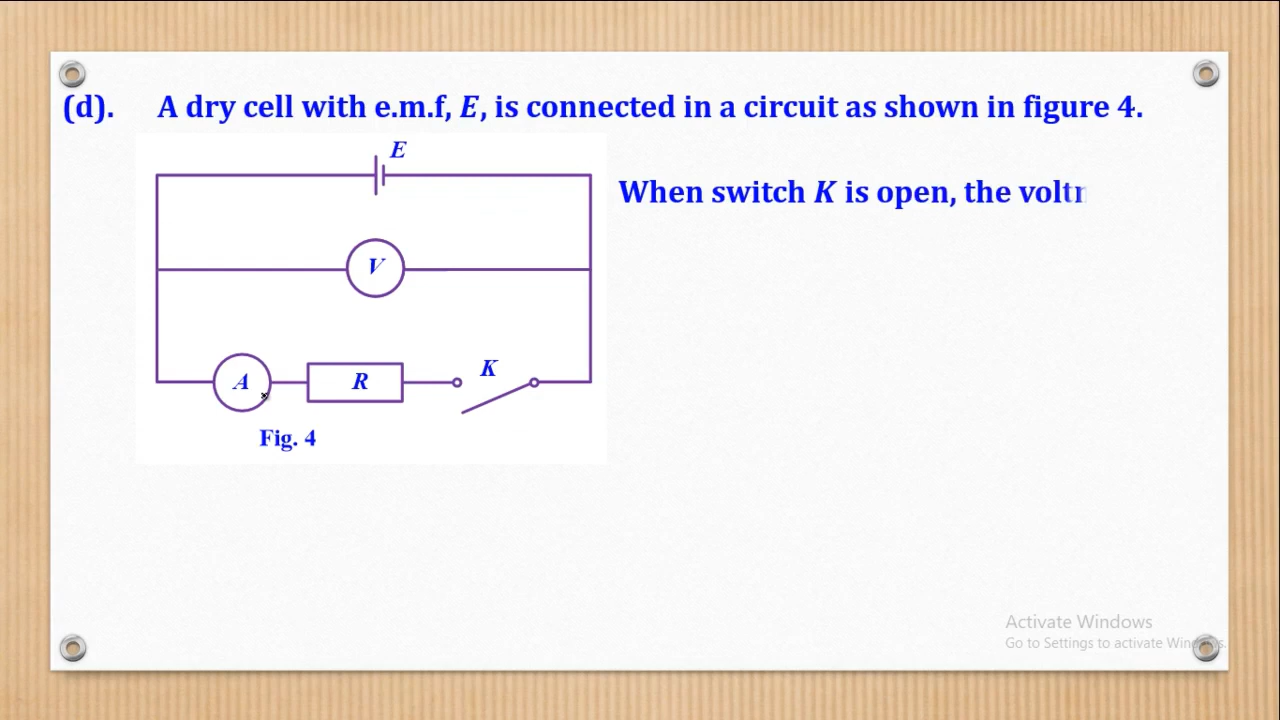 (d). A dry cell with e.m.f, E, is connected in a circuit as shown in figure 4.
E
When switch K is open, the
V
K
A
R
Fig. 4
Activate Windows
Go to Settings to activate Windows.